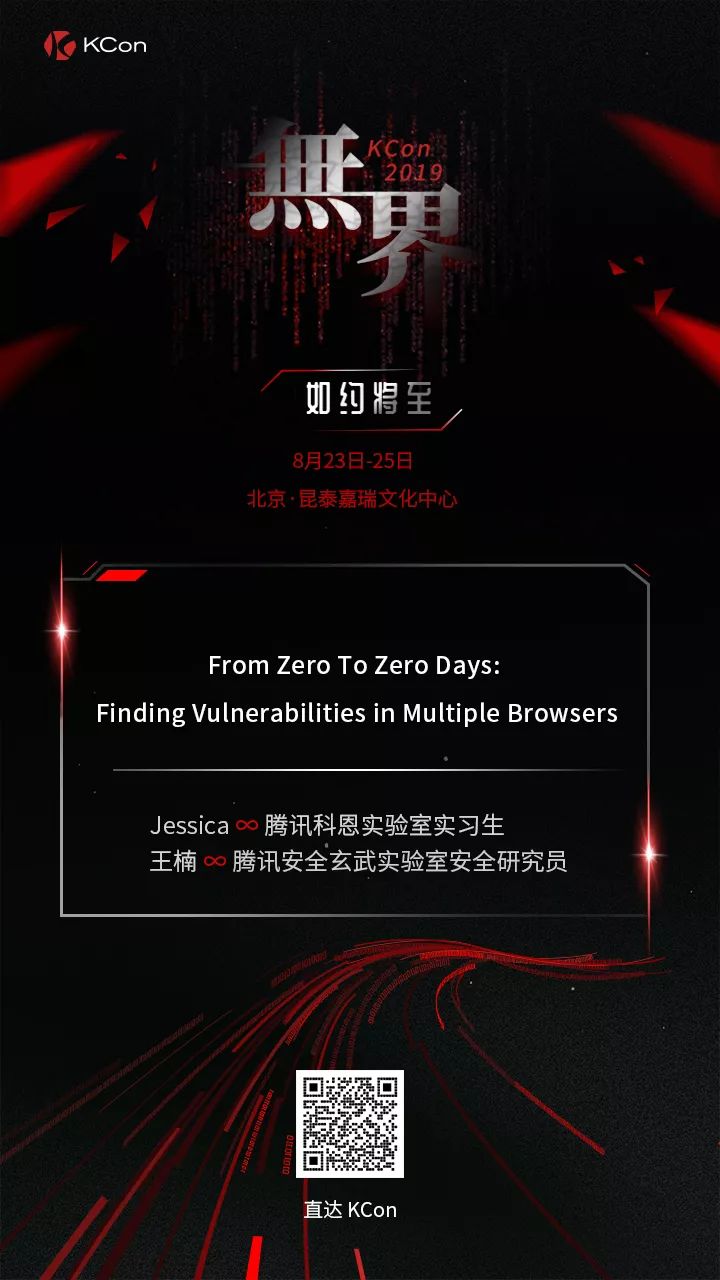 KCon
無界
KCon
2019
如约将至
8月23日-25日
北京·昆泰嘉瑞文化中心
From Zero To Zero Days:
Finding Vulnerabilities in Multiple Browsers
Jessica ∞ 腾讯科恩实验室实习生
王楠 ∞ 腾讯安全玄武实验室安全研究员
直达 KCon